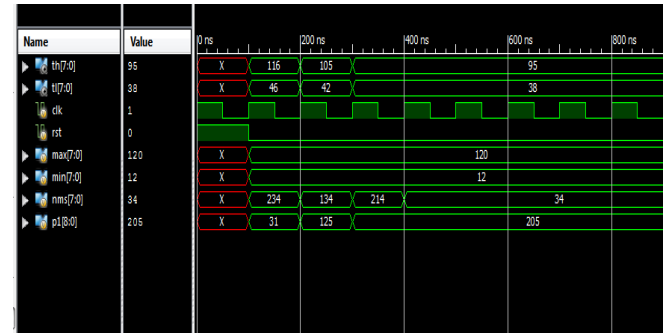 Name Value 0 ns 200 ns 400 ns 600 ns 800 ns
th[7:0] 95 X 116 105 95
tl[7:0] 38 X 46 42 38
clk 1
rst 0
max[7:0] 120 X 120
min[7:0] 12 X 12
nms[7:0] 34 X 234 134 214 34
p1[8:0] 205 X 31 125 205